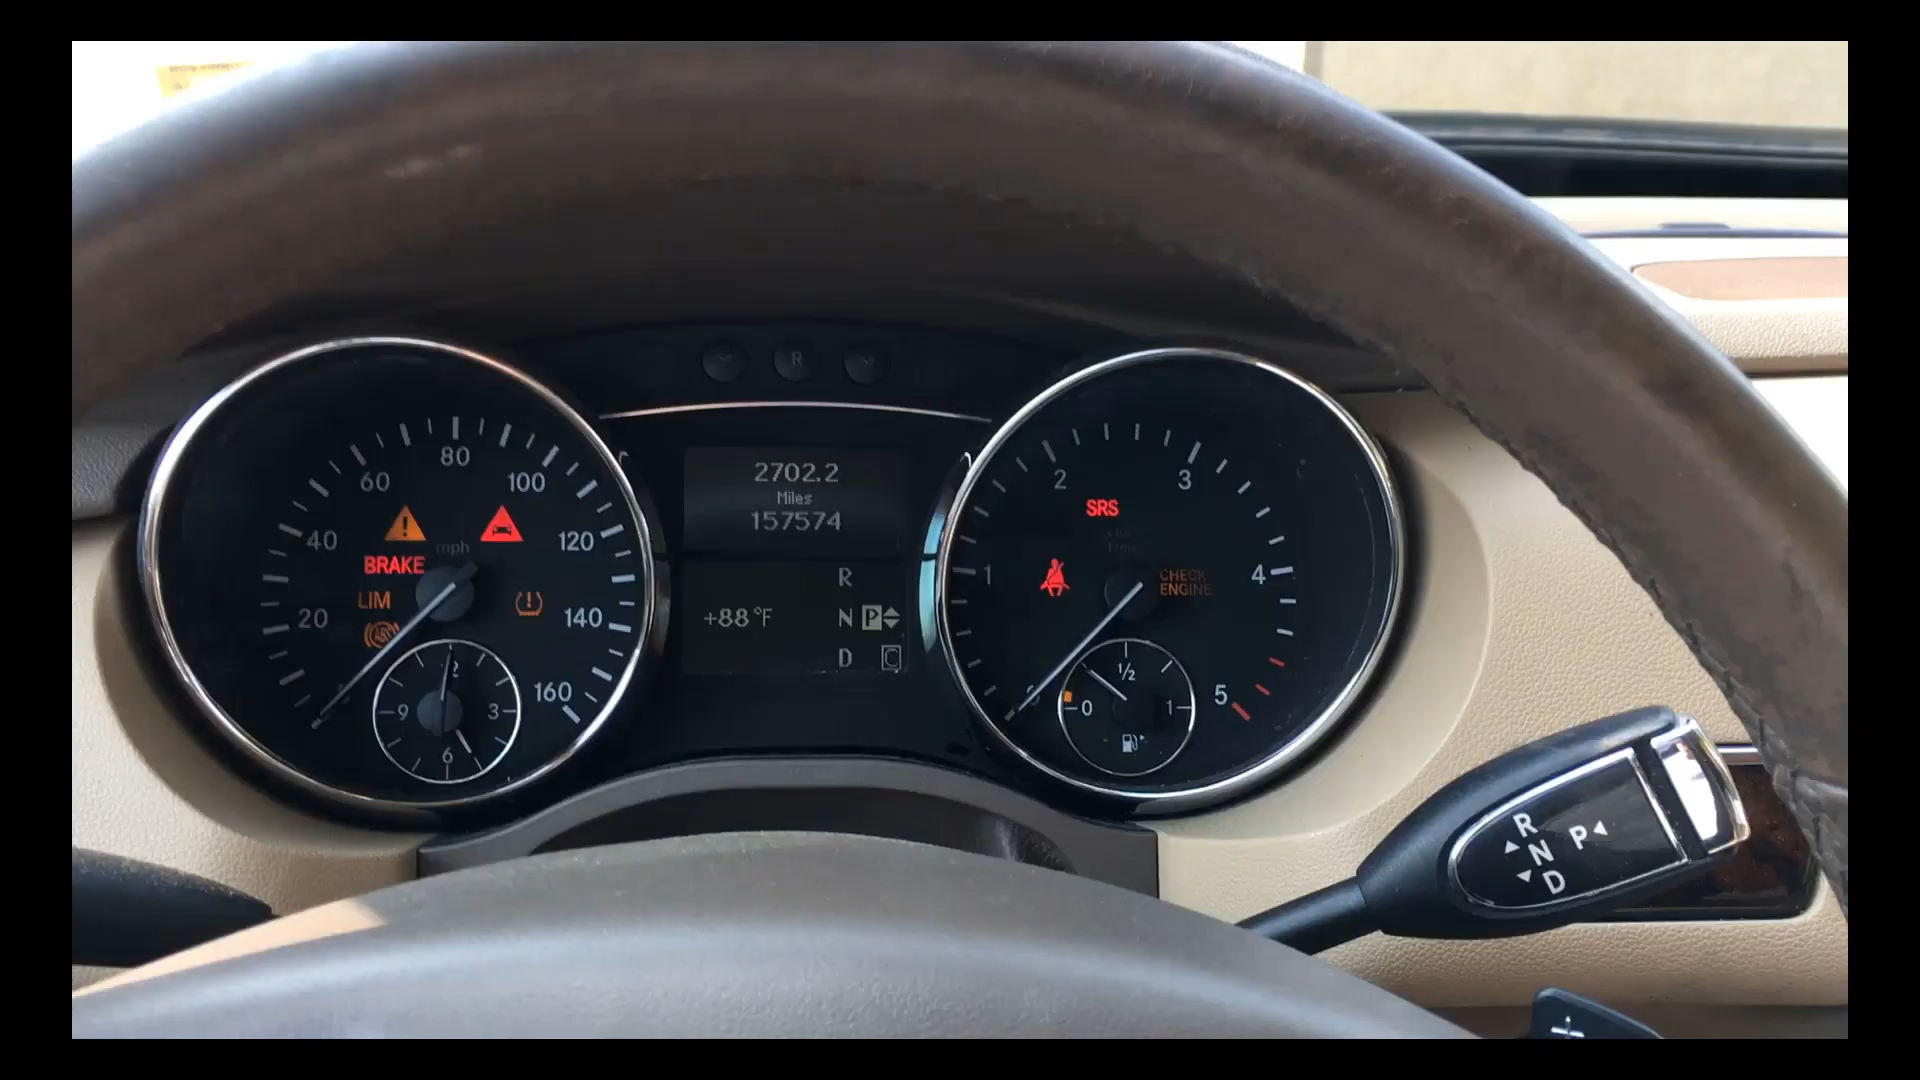 R
80
60
100
40
120
mph
BRAKE
LIM
ABS
20
140
160
9
3
6
2702.2
Miles
157574
R
+88°F
N P
D C
2
3
SRS
1
4
CHECK
ENGINE
5
1/2
0
1
R
N P
D
+